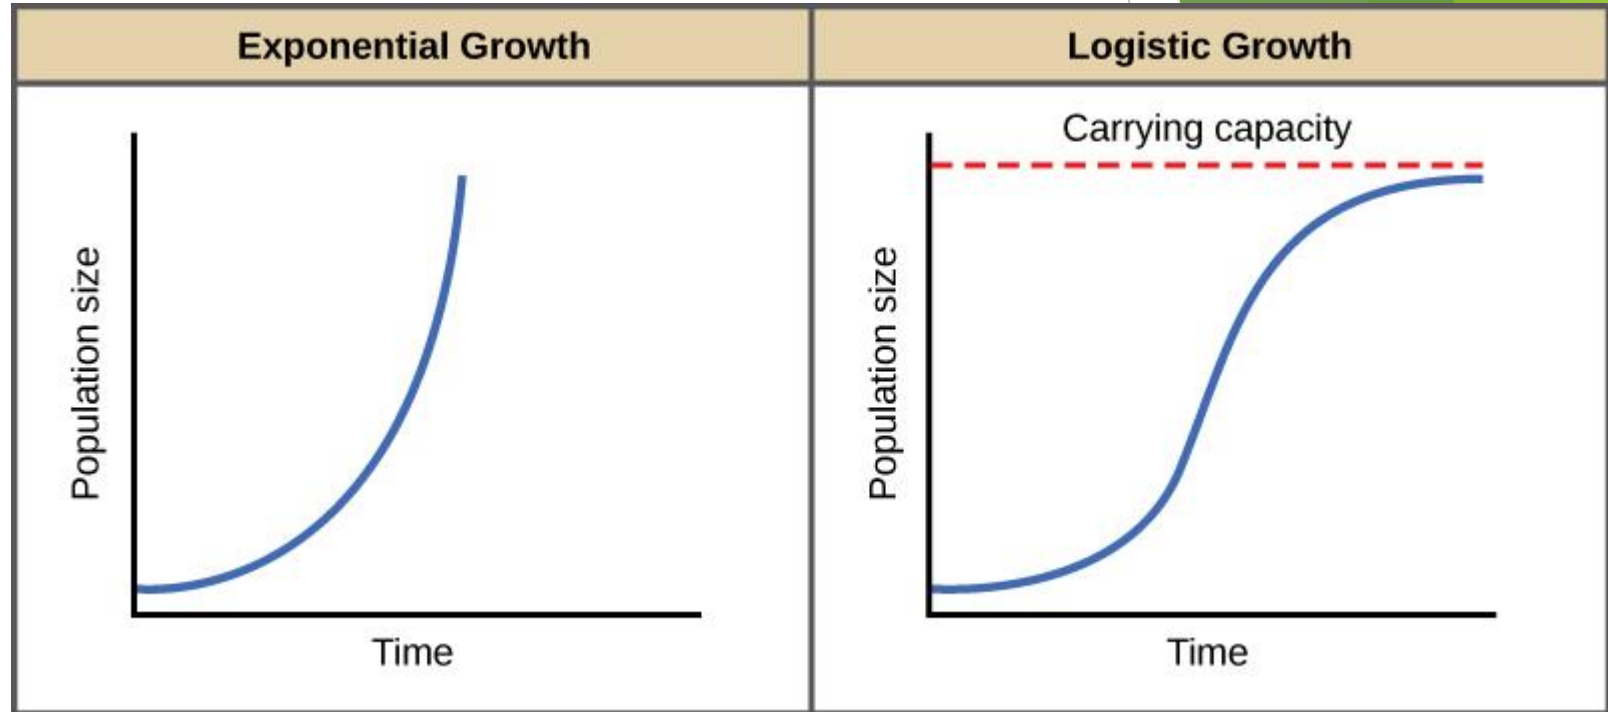 Exponential Growth
Logistic Growth
Population size
Time
Carrying capacity
Population size
Time